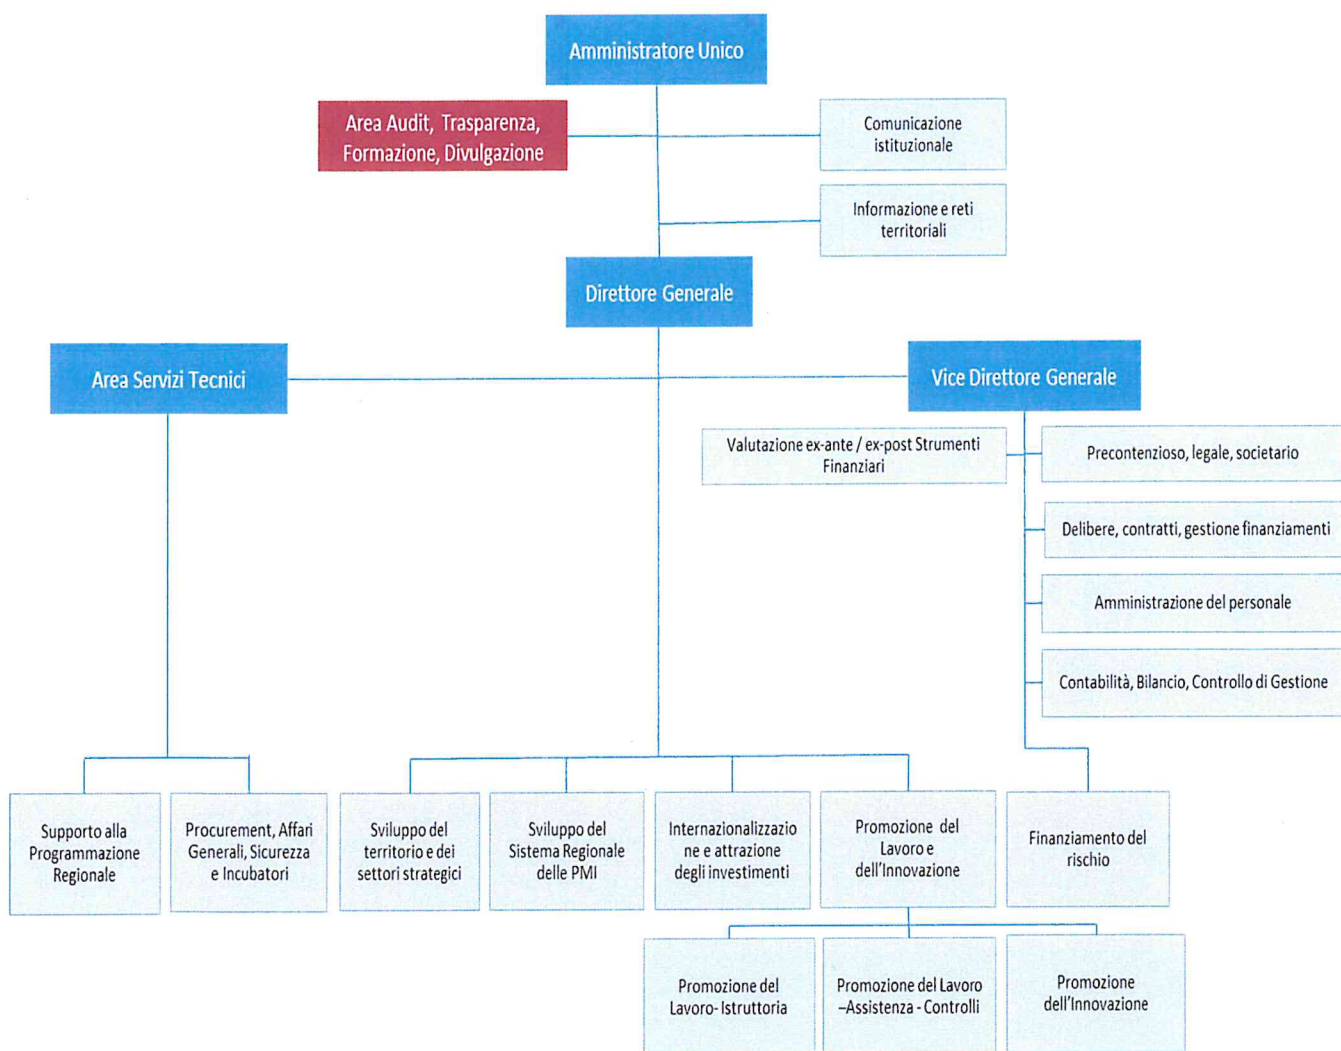 Amministratore Unico
Area Audit, Trasparenza,
Formazione, Divulgazione
Comunicazione
istituzionale
Informazione e reti
territoriali
Direttore Generale
Area Servizi Tecnici
Vice Direttore Generale
Valutazione ex-ante / ex-post Strumenti
Finanziari
Precontenzioso, legale, societario
Delibere, contratti, gestione finanziamenti
Amministrazione del personale
Contabilità, Bilancio, Controllo di Gestione
Supporto alla
Programmazione
Regionale
Procurement, Affari
Generali, Sicurezza
e Incubatori
Sviluppo del
territorio e dei
settori strategici
Sviluppo del
Sistema Regionale
delle PMI
Internazionalizzazio
ne e attrazione
degli investimenti
Promozione del
Lavoro e
dell'Innovazione
Finanziamento del
rischio
Promozione del
Lavoro- Istruttoria
Promozione del Lavoro
–Assistenza - Controlli
Promozione
dell'Innovazione